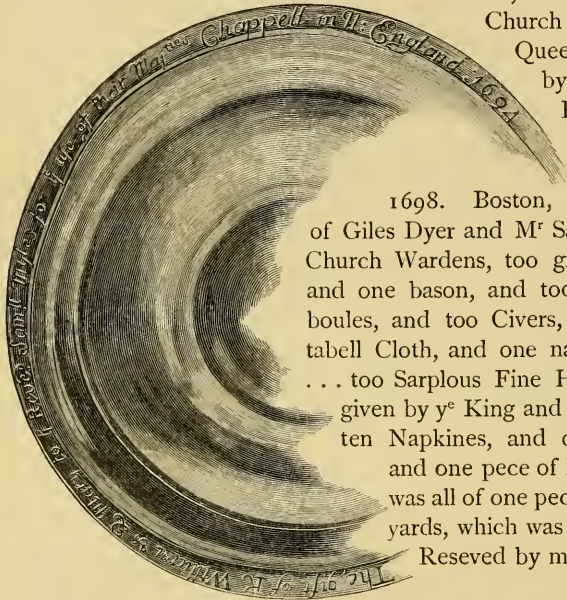 The gift of K William & Q Mary to yᵉ Reverᵈ Samˡˡ Myles for yᵉ use of their Majᵗⁱᵉˢ Chappell in N: England 1694
Church
Quee
by
1698. Boston,
of Giles Dyer and Mʳ Sa
Church Wardens, too g
and one bason, and too
boules, and too Civers,
tabell Cloth, and one na
... too Sarplous Fine H
given by yᵉ King and
ten Napkines, and
and one pece of
was all of one pec
yards, which was
Reseved by m